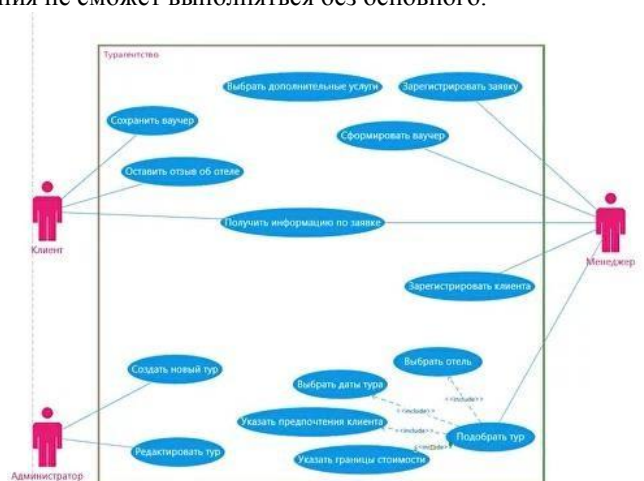 ния не сможет выполняться без основного.
Турагентство
Выбрать дополнительные услуги
Зарегистрировать заявку
Сохранить ваучер
Сформировать ваучер
Оставить отзыв об отеле
Получить информацию по заявке
Клиент
Менеджер
Зарегистрировать клиента
Выбрать отель
Создать новый тур
Выбрать даты тура
<<include>>
<<include>>
Указать предпочтения клиента
<<include>>
Подобрать тур
<<include>>
Редактировать тур
Указать границы стоимости
Администратор